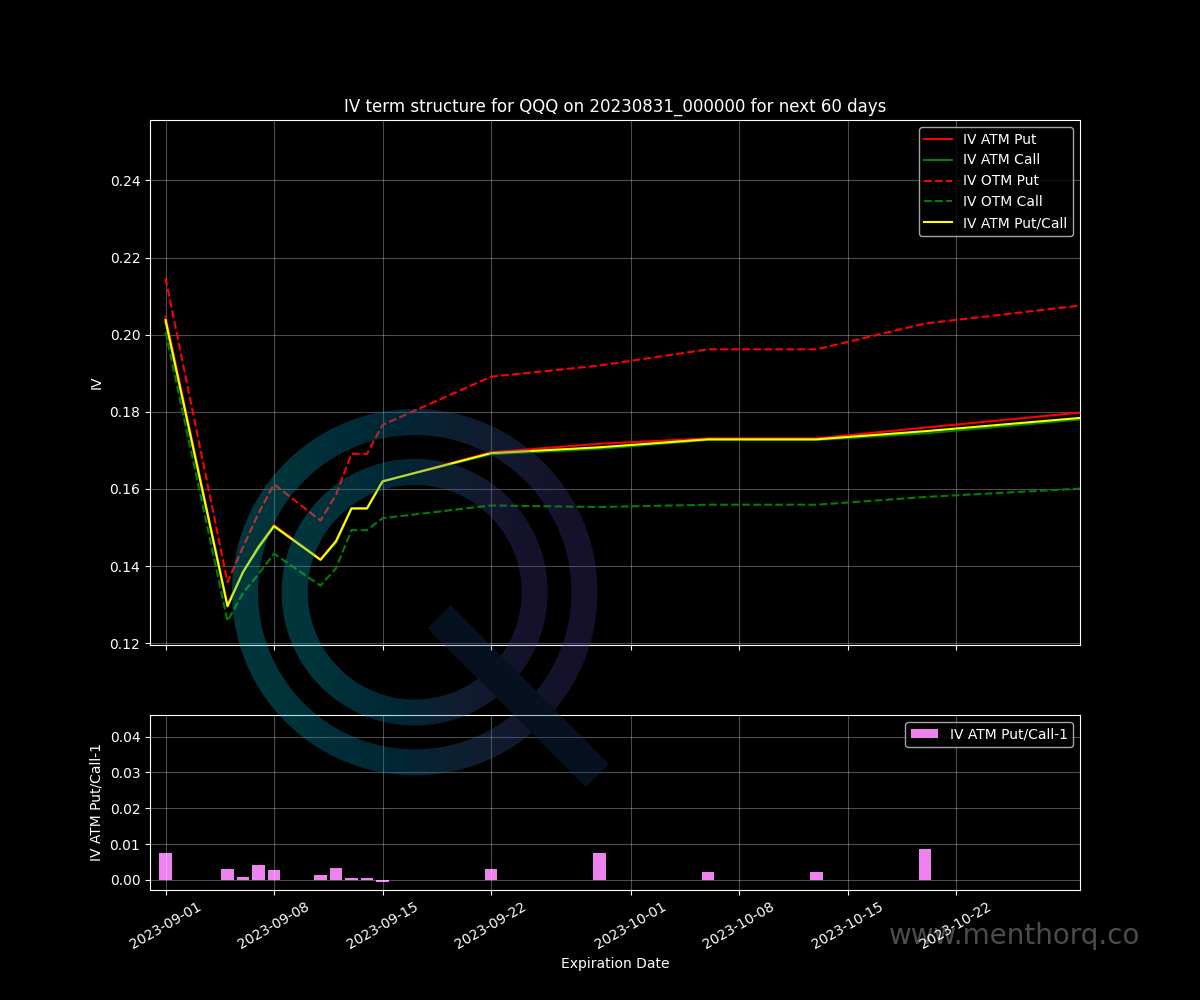 IV term structure for QQQ on 20230831_000000 for next 60 days
IV ATM Put
IV ATM Call
IV OTM Put
IV OTM Call
IV ATM Put/Call
0.24
0.22
0.20
0.18
0.16
0.14
0.12
IV
IV ATM Put/Call-1
0.04
0.03
0.02
0.01
0.00
IV ATM Put/Call-1
2023-09-01
2023-09-08
2023-09-15
2023-09-22
2023-10-01
2023-10-08
2023-10-15
2023-10-22
www.menthorq.co
Expiration Date